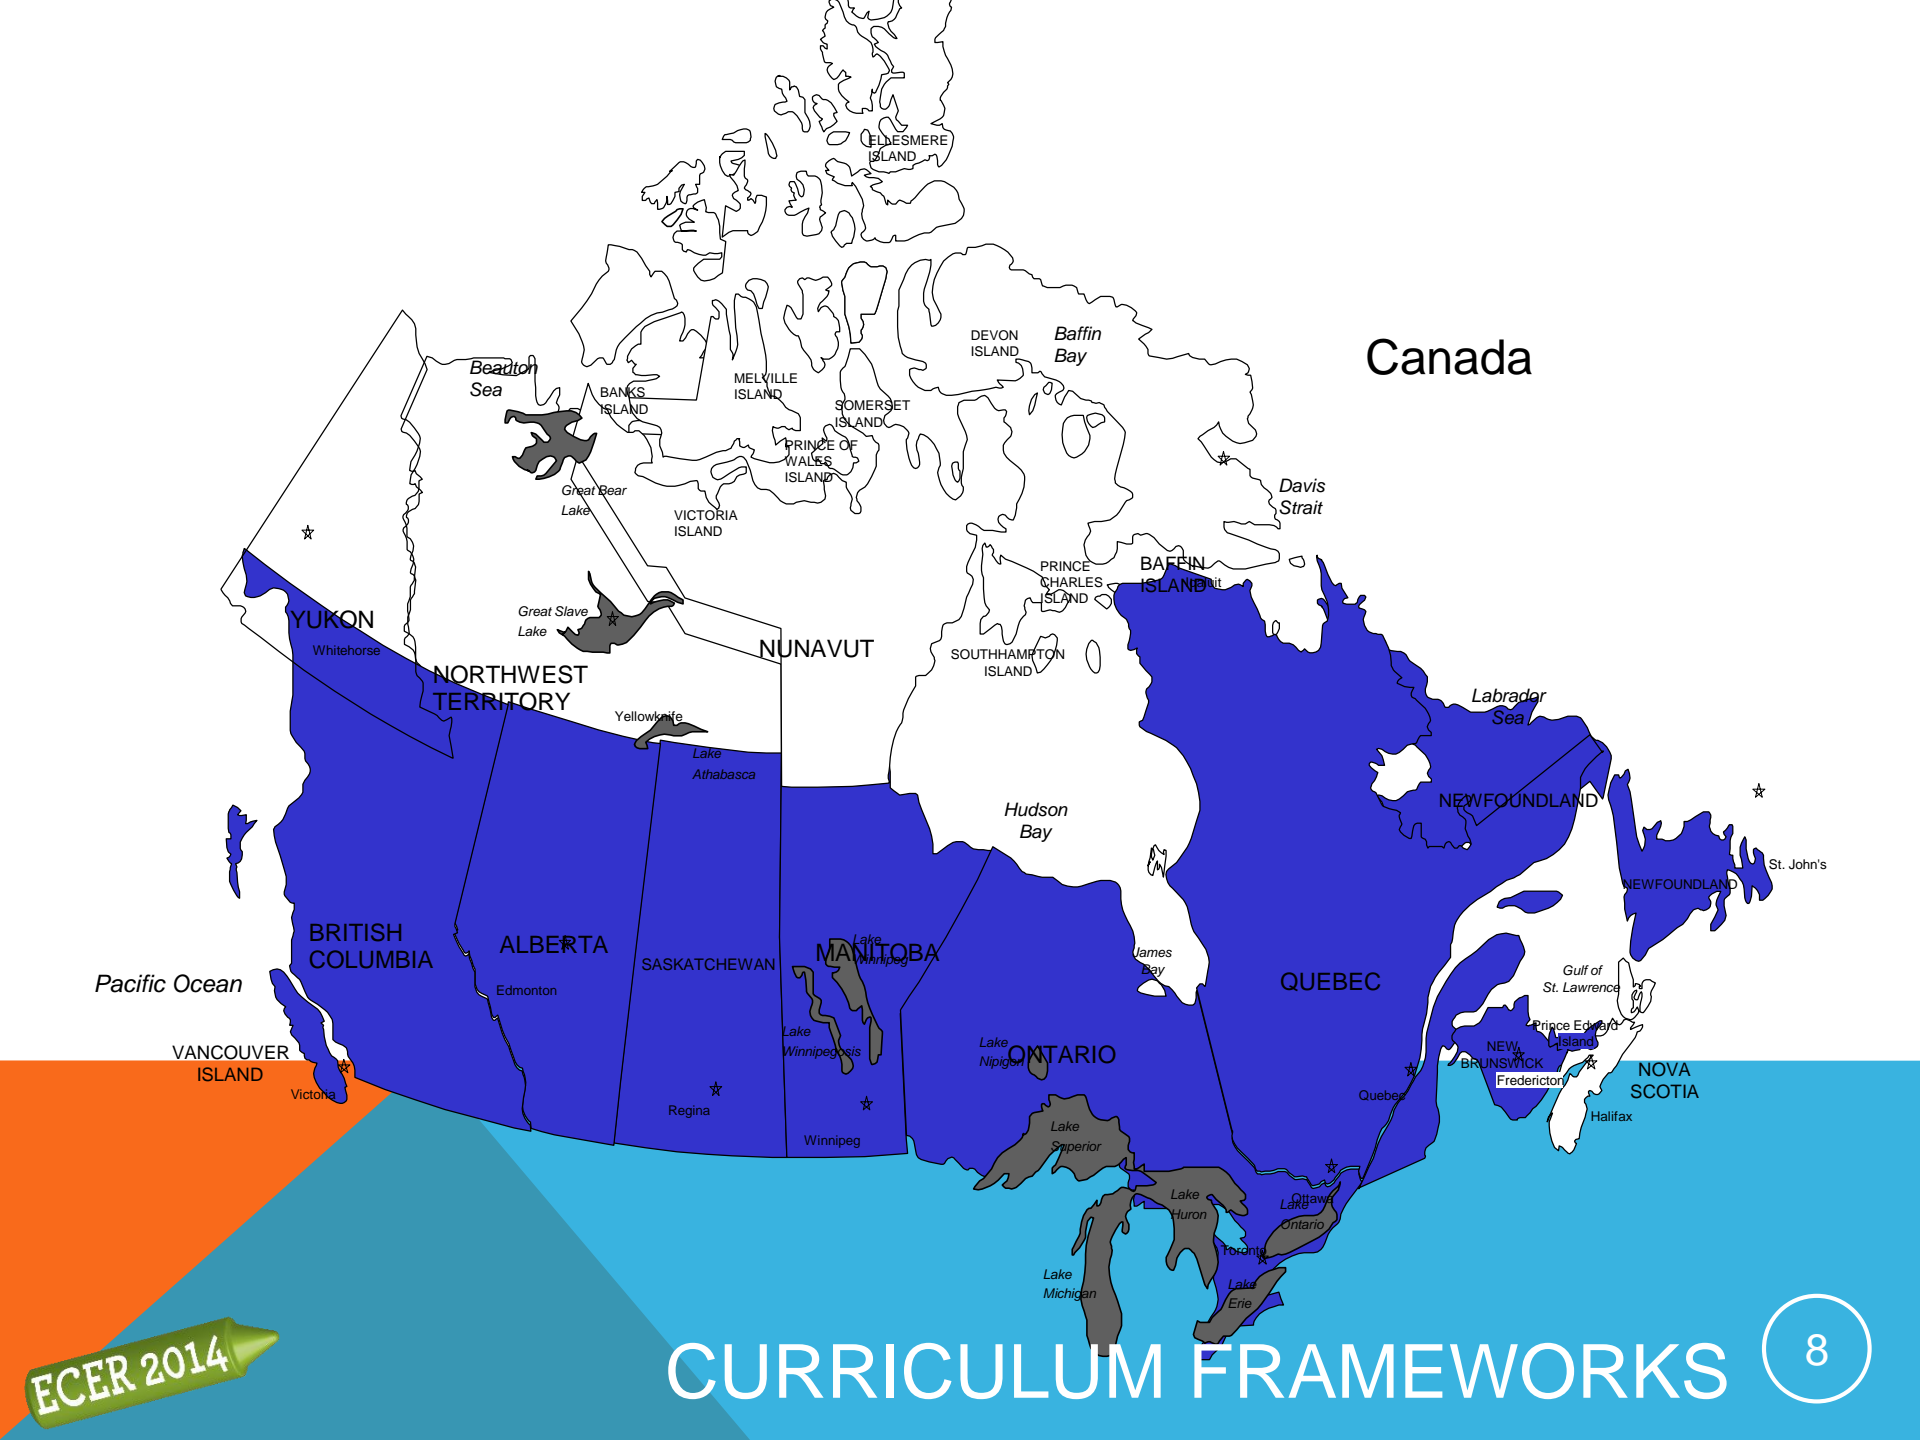 ELLESMERE
ISLAND
DEVON
ISLAND
Baffin
Bay
Canada
Beauton
Sea
BANKS
ISLAND
MELVILLE
ISLAND
SOMERSET
ISLAND
PRINCE OF
WALES
ISLAND
Great Bear
Lake
VICTORIA
ISLAND
Davis
Strait
PRINCE
CHARLES
ISLAND
BAFFIN
ISLAND
Iqaluit
YUKON
Whitehorse
Great Slave
Lake
NORTHWEST
TERRITORY
NUNAVUT
SOUTHHAMPTON
ISLAND
Yellowknife
Lake
Athabasca
Labrador
Sea
Hudson
Bay
NEWFOUNDLAND
St. John's
NEWFOUNDLAND
BRITISH
COLUMBIA
ALBERTA
Edmonton
SASKATCHEWAN
MANITOBA
Lake
Winnipeg
James
Bay
QUEBEC
Gulf of
St. Lawrence
Pacific Ocean
Lake
Winnipegosis
Lake
Nipigon
ONTARIO
Prince Edward
Island
NEW
BRUNSWICK
Fredericton
NOVA
SCOTIA
Halifax
VANCOUVER
ISLAND
Victoria
Regina
Winnipeg
Quebec
Lake
Superior
Lake
Huron
Ottawa
Lake
Ontario
Toronto
Lake
Michigan
Lake
Erie
ECER 2014
CURRICULUM FRAMEWORKS
8